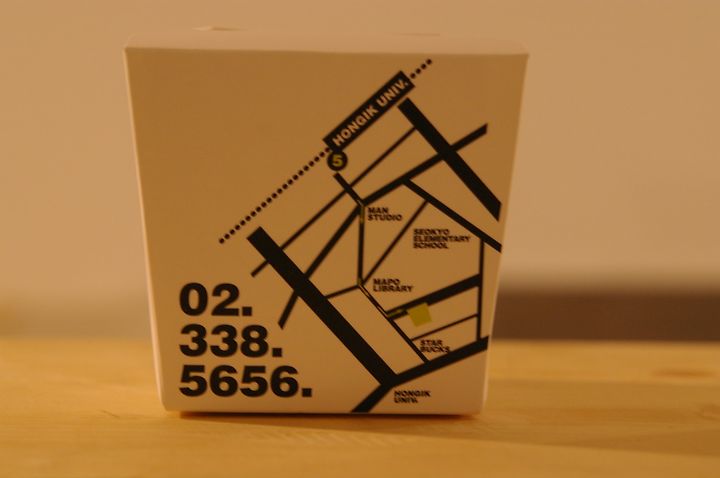 HONGIK UNIV.
5
MAN
STUDIO
SEOKYO
ELEMENTARY
SCHOOL
MAPO
LIBRARY
STAR
BUCKS
HONGIK
UNIV.
02.
338.
5656.